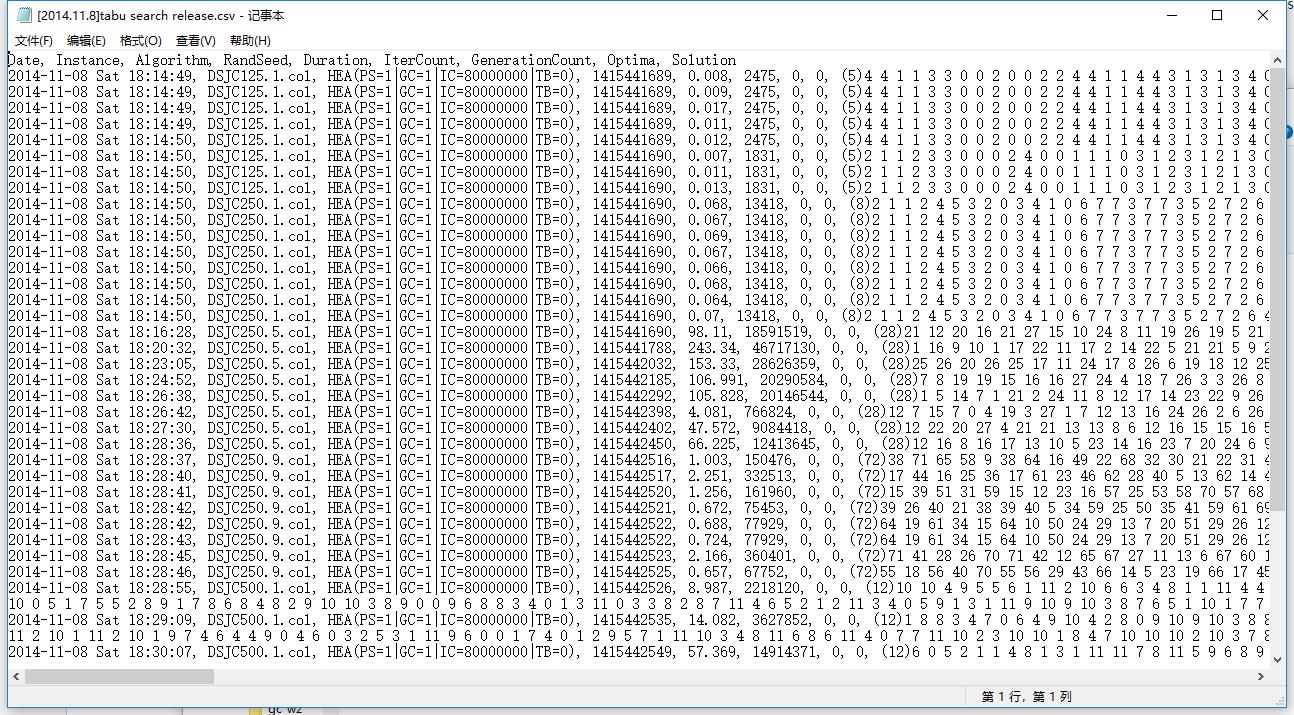 [2014.11.8]tabu search release.csv - 记事本
文件(F) 编辑(E) 格式(O) 查看(V) 帮助(H)
Date, Instance, Algorithm, RandSeed, Duration, IterCount, GenerationCount, Optima, Solution
2014-11-08 Sat 18:14:49, DSJC125.1.col, HEA(PS=1|GC=1|IC=80000000|TB=0), 1415441689, 0.008, 2475, 0, 0, (5)4 4 1 1 3 3 0 0 2 0 0 2 2 4 4 1 1 4 4 3 1 3 1 3 4 0
2014-11-08 Sat 18:14:49, DSJC125.1.col, HEA(PS=1|GC=1|IC=80000000|TB=0), 1415441689, 0.009, 2475, 0, 0, (5)4 4 1 1 3 3 0 0 2 0 0 2 2 4 4 1 1 4 4 3 1 3 1 3 4 0
2014-11-08 Sat 18:14:49, DSJC125.1.col, HEA(PS=1|GC=1|IC=80000000|TB=0), 1415441689, 0.017, 2475, 0, 0, (5)4 4 1 1 3 3 0 0 2 0 0 2 2 4 4 1 1 4 4 3 1 3 1 3 4 0
2014-11-08 Sat 18:14:49, DSJC125.1.col, HEA(PS=1|GC=1|IC=80000000|TB=0), 1415441689, 0.011, 2475, 0, 0, (5)4 4 1 1 3 3 0 0 2 0 0 2 2 4 4 1 1 4 4 3 1 3 1 3 4 0
2014-11-08 Sat 18:14:50, DSJC125.1.col, HEA(PS=1|GC=1|IC=80000000|TB=0), 1415441689, 0.012, 2475, 0, 0, (5)4 4 1 1 3 3 0 0 2 0 0 2 2 4 4 1 1 4 4 3 1 3 1 3 4 0
2014-11-08 Sat 18:14:50, DSJC125.1.col, HEA(PS=1|GC=1|IC=80000000|TB=0), 1415441690, 0.007, 1831, 0, 0, (5)2 1 1 2 3 3 0 0 0 2 4 0 0 1 1 1 0 3 1 2 3 1 2 1 3 0
2014-11-08 Sat 18:14:50, DSJC125.1.col, HEA(PS=1|GC=1|IC=80000000|TB=0), 1415441690, 0.011, 1831, 0, 0, (5)2 1 1 2 3 3 0 0 0 2 4 0 0 1 1 1 0 3 1 2 3 1 2 1 3 0
2014-11-08 Sat 18:14:50, DSJC125.1.col, HEA(PS=1|GC=1|IC=80000000|TB=0), 1415441690, 0.013, 1831, 0, 0, (5)2 1 1 2 3 3 0 0 0 2 4 0 0 1 1 1 0 3 1 2 3 1 2 1 3 0
2014-11-08 Sat 18:14:50, DSJC250.1.col, HEA(PS=1|GC=1|IC=80000000|TB=0), 1415441690, 0.068, 13418, 0, 0, (8)2 1 1 2 4 5 3 2 0 3 4 1 0 6 7 7 3 7 7 3 5 2 7 2 6
2014-11-08 Sat 18:14:50, DSJC250.1.col, HEA(PS=1|GC=1|IC=80000000|TB=0), 1415441690, 0.067, 13418, 0, 0, (8)2 1 1 2 4 5 3 2 0 3 4 1 0 6 7 7 3 7 7 3 5 2 7 2 6
2014-11-08 Sat 18:14:50, DSJC250.1.col, HEA(PS=1|GC=1|IC=80000000|TB=0), 1415441690, 0.069, 13418, 0, 0, (8)2 1 1 2 4 5 3 2 0 3 4 1 0 6 7 7 3 7 7 3 5 2 7 2 6
2014-11-08 Sat 18:14:50, DSJC250.1.col, HEA(PS=1|GC=1|IC=80000000|TB=0), 1415441690, 0.067, 13418, 0, 0, (8)2 1 1 2 4 5 3 2 0 3 4 1 0 6 7 7 3 7 7 3 5 2 7 2 6
2014-11-08 Sat 18:14:50, DSJC250.1.col, HEA(PS=1|GC=1|IC=80000000|TB=0), 1415441690, 0.066, 13418, 0, 0, (8)2 1 1 2 4 5 3 2 0 3 4 1 0 6 7 7 3 7 7 3 5 2 7 2 6
2014-11-08 Sat 18:14:50, DSJC250.1.col, HEA(PS=1|GC=1|IC=80000000|TB=0), 1415441690, 0.068, 13418, 0, 0, (8)2 1 1 2 4 5 3 2 0 3 4 1 0 6 7 7 3 7 7 3 5 2 7 2 6
2014-11-08 Sat 18:14:50, DSJC250.1.col, HEA(PS=1|GC=1|IC=80000000|TB=0), 1415441690, 0.064, 13418, 0, 0, (8)2 1 1 2 4 5 3 2 0 3 4 1 0 6 7 7 3 7 7 3 5 2 7 2 6
2014-11-08 Sat 18:14:50, DSJC250.1.col, HEA(PS=1|GC=1|IC=80000000|TB=0), 1415441690, 0.07, 13418, 0, 0, (8)2 1 1 2 4 5 3 2 0 3 4 1 0 6 7 7 3 7 7 3 5 2 7 2 6 4
2014-11-08 Sat 18:16:28, DSJC250.5.col, HEA(PS=1|GC=1|IC=80000000|TB=0), 1415441690, 98.11, 18591519, 0, 0, (28)21 12 20 16 21 27 15 10 24 8 11 19 26 19 5 21
2014-11-08 Sat 18:20:32, DSJC250.5.col, HEA(PS=1|GC=1|IC=80000000|TB=0), 1415441788, 243.34, 46717130, 0, 0, (28)1 16 9 10 1 17 22 11 17 2 14 22 5 21 21 5 9 2
2014-11-08 Sat 18:23:05, DSJC250.5.col, HEA(PS=1|GC=1|IC=80000000|TB=0), 1415442032, 153.33, 28626359, 0, 0, (28)25 26 20 26 25 17 11 24 17 8 26 6 19 18 12 25
2014-11-08 Sat 18:24:52, DSJC250.5.col, HEA(PS=1|GC=1|IC=80000000|TB=0), 1415442185, 106.991, 20290584, 0, 0, (28)7 8 19 19 15 16 16 27 24 4 18 7 26 3 3 26 8
2014-11-08 Sat 18:26:38, DSJC250.5.col, HEA(PS=1|GC=1|IC=80000000|TB=0), 1415442292, 105.828, 20146544, 0, 0, (28)1 5 14 7 1 21 2 24 11 8 12 17 14 23 22 9 26
2014-11-08 Sat 18:26:42, DSJC250.5.col, HEA(PS=1|GC=1|IC=80000000|TB=0), 1415442398, 4.081, 766824, 0, 0, (28)12 7 15 7 0 4 19 3 27 1 7 12 13 16 24 26 2 6 26
2014-11-08 Sat 18:27:30, DSJC250.5.col, HEA(PS=1|GC=1|IC=80000000|TB=0), 1415442402, 47.572, 9084418, 0, 0, (28)12 22 20 27 4 21 21 13 13 8 6 12 16 15 15 16 5
2014-11-08 Sat 18:28:36, DSJC250.5.col, HEA(PS=1|GC=1|IC=80000000|TB=0), 1415442450, 66.225, 12413645, 0, 0, (28)12 16 8 16 17 13 10 5 23 14 16 23 7 20 24 6 9
2014-11-08 Sat 18:28:37, DSJC250.9.col, HEA(PS=1|GC=1|IC=80000000|TB=0), 1415442516, 1.003, 150476, 0, 0, (72)38 71 65 58 9 38 64 16 49 22 68 32 30 21 22 31 4
2014-11-08 Sat 18:28:40, DSJC250.9.col, HEA(PS=1|GC=1|IC=80000000|TB=0), 1415442517, 2.251, 332513, 0, 0, (72)17 44 16 25 36 17 61 23 46 62 28 40 5 13 62 14 4
2014-11-08 Sat 18:28:41, DSJC250.9.col, HEA(PS=1|GC=1|IC=80000000|TB=0), 1415442520, 1.256, 161960, 0, 0, (72)15 39 51 31 59 15 12 23 16 57 25 53 58 70 57 68
2014-11-08 Sat 18:28:42, DSJC250.9.col, HEA(PS=1|GC=1|IC=80000000|TB=0), 1415442521, 0.672, 75453, 0, 0, (72)39 26 40 21 38 39 40 5 34 59 25 50 35 41 59 61 69
2014-11-08 Sat 18:28:42, DSJC250.9.col, HEA(PS=1|GC=1|IC=80000000|TB=0), 1415442522, 0.688, 77929, 0, 0, (72)64 19 61 34 15 64 10 50 24 29 13 7 20 51 29 26 12
2014-11-08 Sat 18:28:43, DSJC250.9.col, HEA(PS=1|GC=1|IC=80000000|TB=0), 1415442522, 0.724, 77929, 0, 0, (72)64 19 61 34 15 64 10 50 24 29 13 7 20 51 29 26 12
2014-11-08 Sat 18:28:45, DSJC250.9.col, HEA(PS=1|GC=1|IC=80000000|TB=0), 1415442523, 2.166, 360401, 0, 0, (72)71 41 28 26 70 71 42 12 65 67 27 11 13 6 67 60 1
2014-11-08 Sat 18:28:46, DSJC250.9.col, HEA(PS=1|GC=1|IC=80000000|TB=0), 1415442525, 0.657, 67752, 0, 0, (72)55 18 56 40 70 55 56 29 43 66 14 5 23 19 66 17 45
2014-11-08 Sat 18:28:55, DSJC500.1.col, HEA(PS=1|GC=1|IC=80000000|TB=0), 1415442526, 8.987, 2218120, 0, 0, (12)10 10 4 9 5 5 6 1 11 2 10 6 6 3 4 8 1 1 4 4
10 0 5 1 7 5 5 2 8 9 1 7 8 6 8 4 8 2 9 10 10 3 8 9 0 0 9 6 8 8 3 4 0 1 3 11 0 3 3 8 2 8 7 11 4 6 5 2 1 2 11 3 4 0 5 9 1 3 1 11 9 10 9 10 3 8 7 6 5 1 10 1 7 7
2014-11-08 Sat 18:29:09, DSJC500.1.col, HEA(PS=1|GC=1|IC=80000000|TB=0), 1415442535, 14.082, 3627852, 0, 0, (12)1 8 8 3 4 7 0 6 4 9 10 4 2 8 0 9 10 9 10 3 8 8
11 2 10 1 11 2 10 1 9 7 4 6 4 4 9 0 4 6 0 3 2 5 3 1 11 9 6 0 0 1 7 4 0 1 2 9 5 7 1 11 10 3 4 8 11 6 8 6 11 4 0 7 7 11 10 2 3 10 10 1 8 4 7 10 10 10 2 10 3 7 8
2014-11-08 Sat 18:30:07, DSJC500.1.col, HEA(PS=1|GC=1|IC=80000000|TB=0), 1415442549, 57.369, 14914371, 0, 0, (12)6 0 5 2 1 1 4 8 1 3 1 11 11 7 8 11 5 9 6 8 9
第 1 行，第 1 列
gc wz